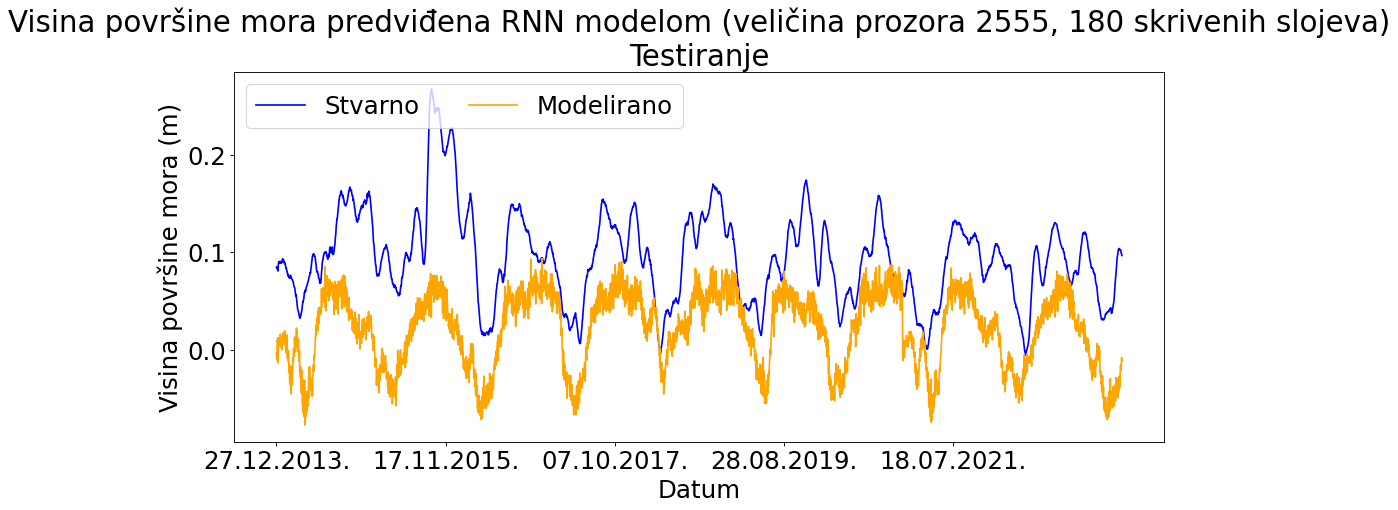 Visina površine mora predviđena RNN modelom (veličina prozora 2555, 180 skrivenih slojeva)
Testiranje
Stvarno
Modelirano
Visina površine mora (m)
0.2
0.1
0.0
27.12.2013. 17.11.2015. 07.10.2017. 28.08.2019. 18.07.2021.
Datum